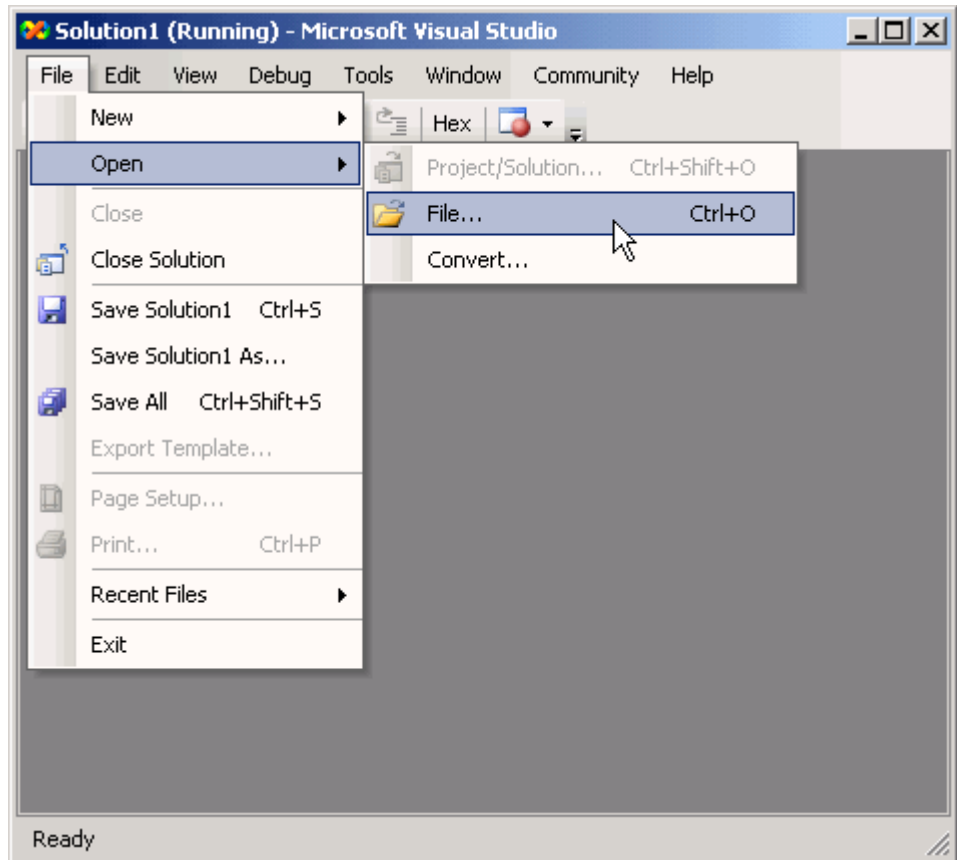 Solution1 (Running) - Microsoft Visual Studio
File Edit View Debug Tools Window Community Help
New
Hex
Open
Project/Solution... Ctrl+Shift+O
Close
File... Ctrl+O
Close Solution
Convert...
Save Solution1 Ctrl+S
Save Solution1 As...
Save All Ctrl+Shift+S
Export Template...
Page Setup...
Print... Ctrl+P
Recent Files
Exit
Ready